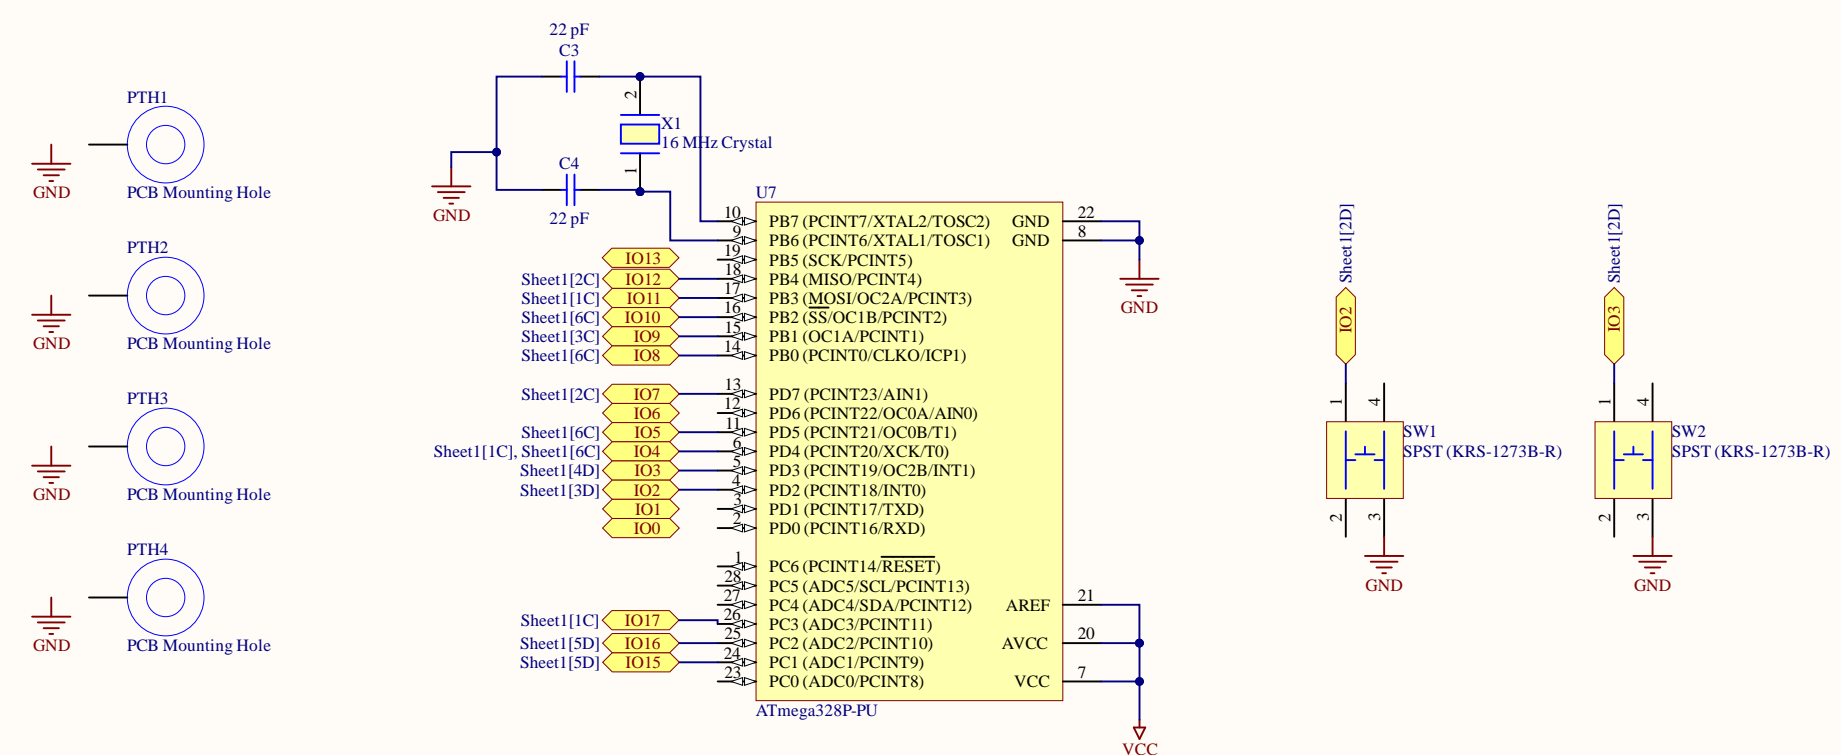 PTH1
GND
PCB Mounting Hole
PTH2
GND
PCB Mounting Hole
PTH3
GND
PCB Mounting Hole
PTH4
GND
PCB Mounting Hole
22 pF
C3
2
X1
16 MHz Crystal
1
C4
22 pF
GND
U7
10 PB7 (PCINT7/XTAL2/TOSC2)
9 PB6 (PCINT6/XTAL1/TOSC1)
IO13 19 PB5 (SCK/PCINT5)
Sheet1[2C] IO12 18 PB4 (MISO/PCINT4)
Sheet1[1C] IO11 17 PB3 (MOSI/OC2A/PCINT3)
Sheet1[6C] IO10 16 PB2 (SS/OC1B/PCINT2)
Sheet1[3C] IO9 15 PB1 (OC1A/PCINT1)
Sheet1[6C] IO8 14 PB0 (PCINT0/CLKO/ICP1)
Sheet1[2C] IO7 13 PD7 (PCINT23/AIN1)
IO6 12 PD6 (PCINT22/OC0A/AIN0)
Sheet1[6C] IO5 11 PD5 (PCINT21/OC0B/T1)
Sheet1[1C], Sheet1[6C] IO4 6 PD4 (PCINT20/XCK/T0)
Sheet1[4D] IO3 5 PD3 (PCINT19/OC2B/INT1)
Sheet1[3D] IO2 4 PD2 (PCINT18/INT0)
IO1 3 PD1 (PCINT17/TXD)
IO0 2 PD0 (PCINT16/RXD)
1 PC6 (PCINT14/RESET)
28 PC5 (ADC5/SCL/PCINT13)
27 PC4 (ADC4/SDA/PCINT12)
Sheet1[1C] IO17 26 PC3 (ADC3/PCINT11)
Sheet1[5D] IO16 25 PC2 (ADC2/PCINT10)
Sheet1[5D] IO15 24 PC1 (ADC1/PCINT9)
23 PC0 (ADC0/PCINT8)
GND 22
GND 8
GND
AREF 21
AVCC 20
VCC 7
VCC
ATmega328P-PU
Sheet1[2D]
IO2
1 4
SW1
SPST (KRS-1273B-R)
2 3
GND
Sheet1[2D]
IO3
1 4
SW2
SPST (KRS-1273B-R)
2 3
GND